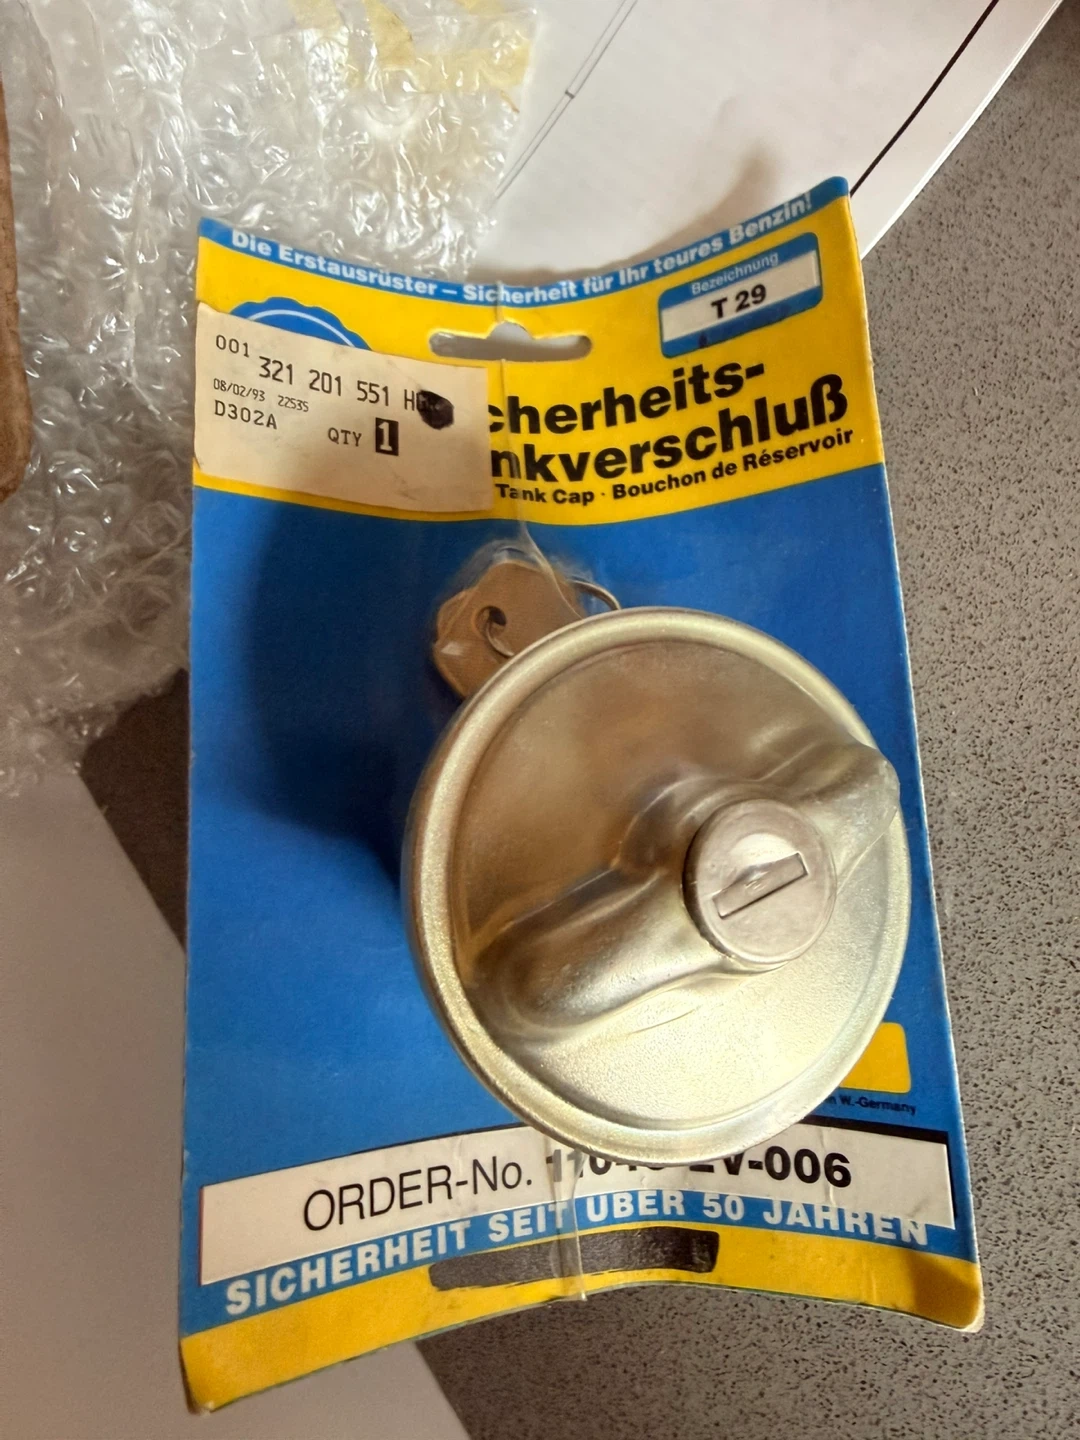 Die Erstausrüster – Sicherheit für Ihr teures Benzin!
Bezeichnung
T 29
001 321 201 551 H
08/02/93 22535
D302A QTY 1
cherheits-
nkverschluß
Tank Cap · Bouchon de Réservoir
W.-Germany
ORDER-No. V-006
SICHERHEIT SEIT ÜBER 50 JAHREN